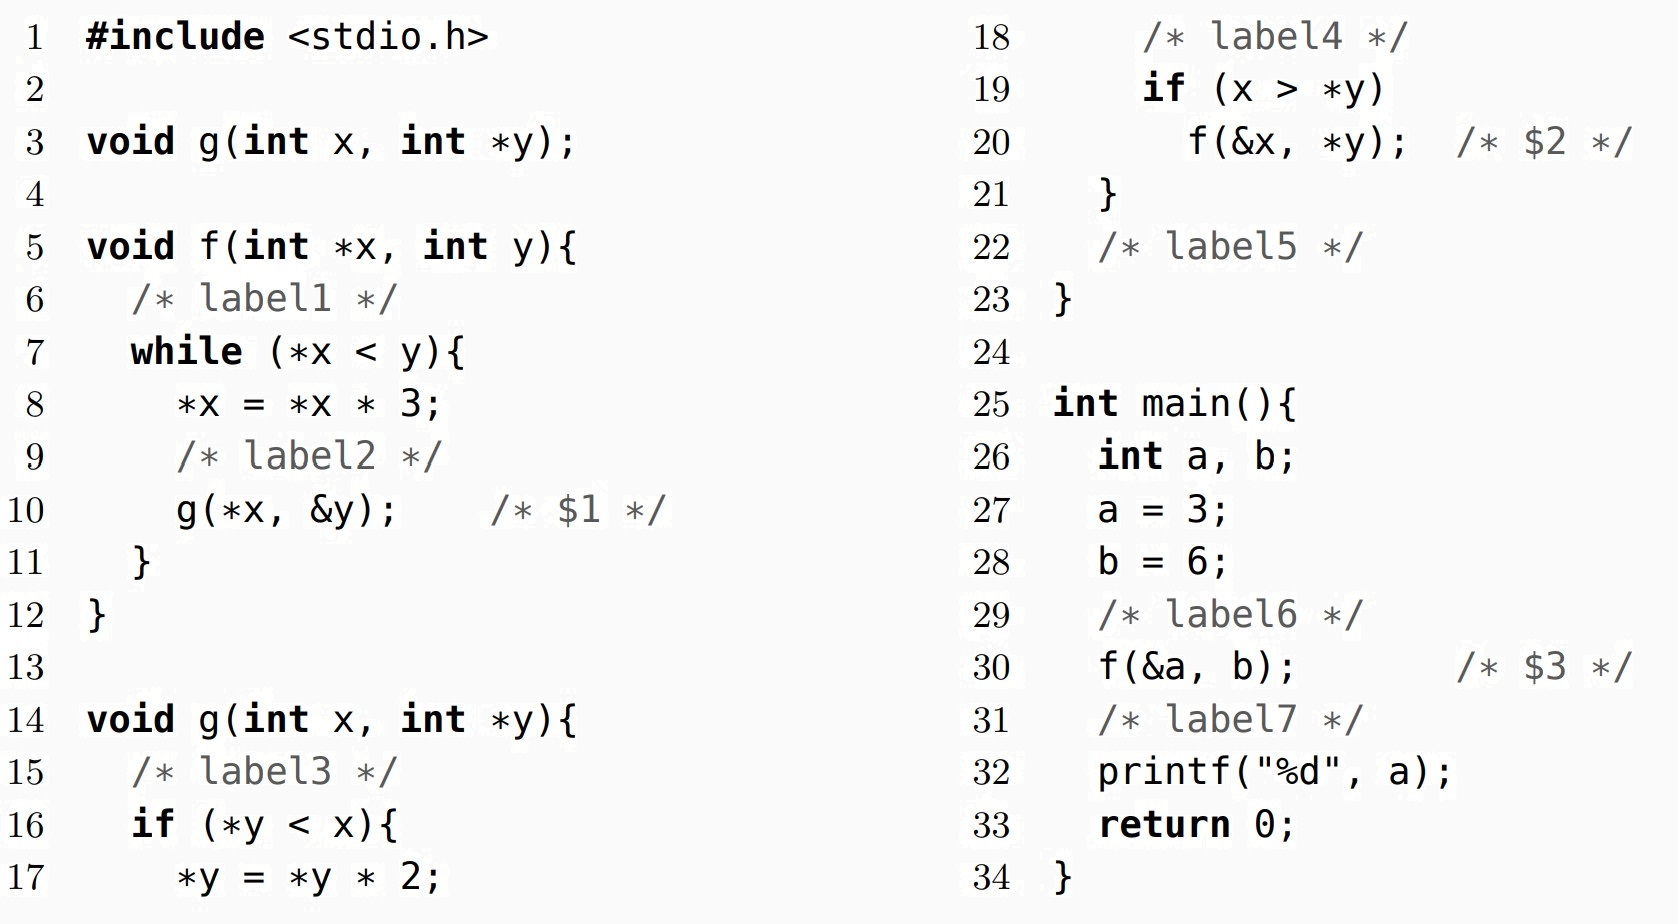 1 #include <stdio.h>
2
3 void g(int x, int *y);
4
5 void f(int *x, int y){
6 /* label1 */
7 while (*x < y){
8 *x = *x * 3;
9 /* label2 */
10 g(*x, &y); /* $1 */
11 }
12 }
13
14 void g(int x, int *y){
15 /* label3 */
16 if (*y < x){
17 *y = *y * 2;
18 /* label4 */
19 if (x > *y)
20 f(&x, *y); /* $2 */
21 }
22 /* label5 */
23 }
24
25 int main(){
26 int a, b;
27 a = 3;
28 b = 6;
29 /* label6 */
30 f(&a, b); /* $3 */
31 /* label7 */
32 printf("%d", a);
33 return 0;
34 }